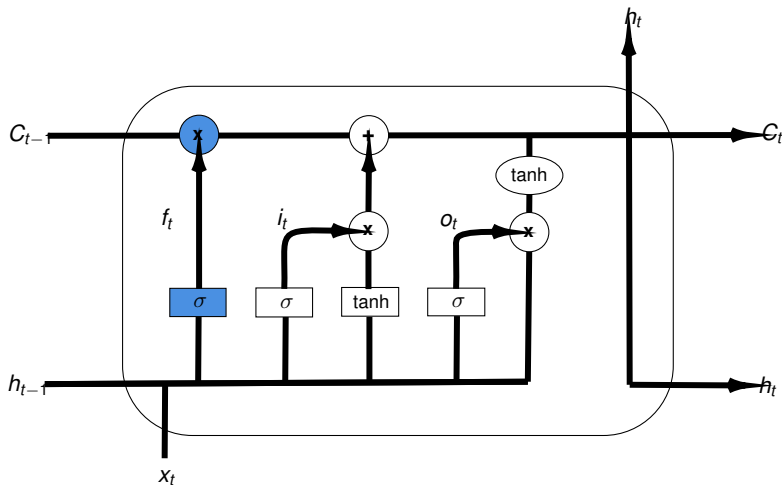 h_t
C_{t-1} x + C_t
tanh
f_t i_t x o_t x
σ σ tanh σ
h_{t-1} h_t
x_t